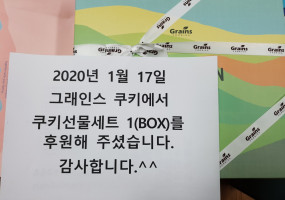 Grains
Grains
Grains
2020년 1월 17일
그래인스 쿠키에서
쿠키선물세트 1(BOX)를
후원해 주셨습니다.
감사합니다.^^